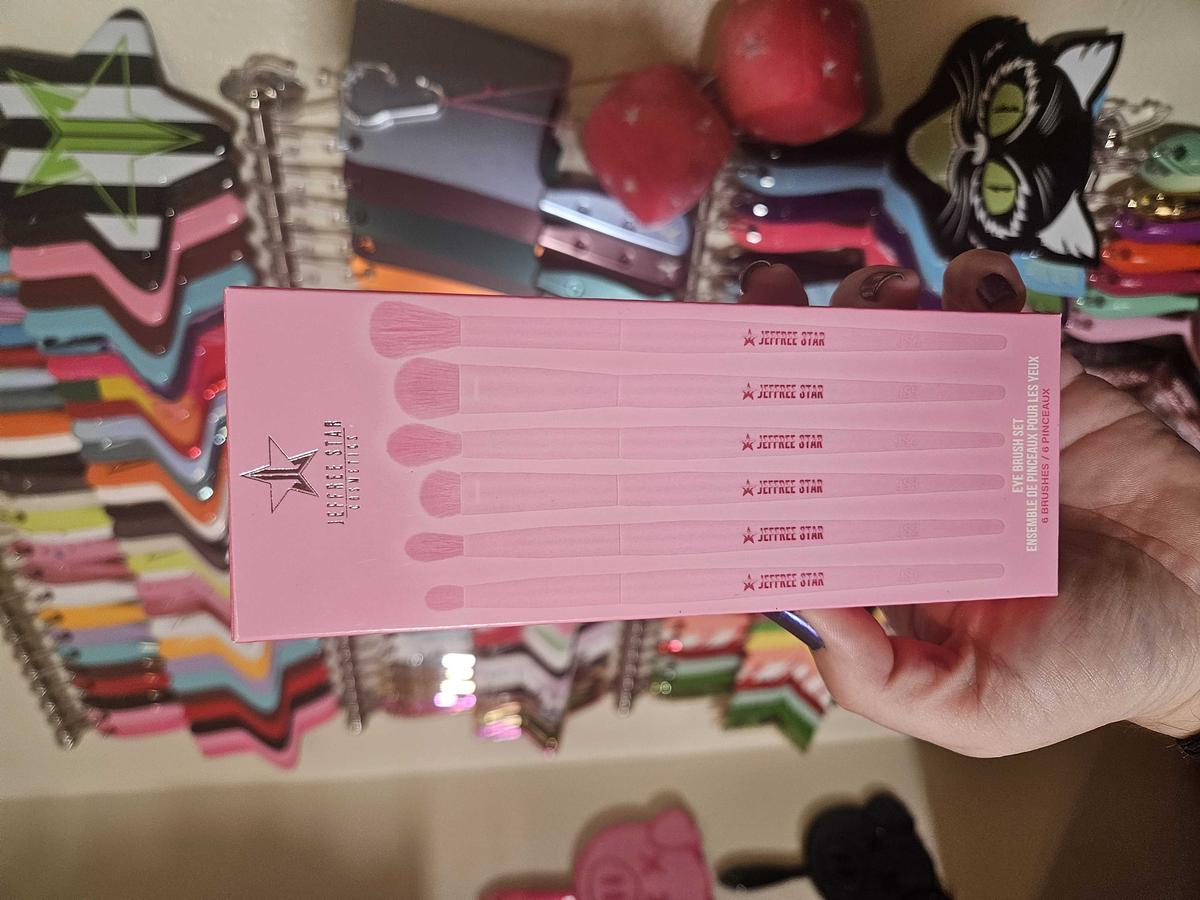 JEFFREE STAR
COSMETICS
JEFFREE STAR
JEFFREE STAR
JEFFREE STAR
JEFFREE STAR
JEFFREE STAR
JEFFREE STAR
EYE BRUSH SET
ENSEMBLE DE PINCEAUX POUR LES YEUX
6 BRUSHES / 6 PINCEAUX